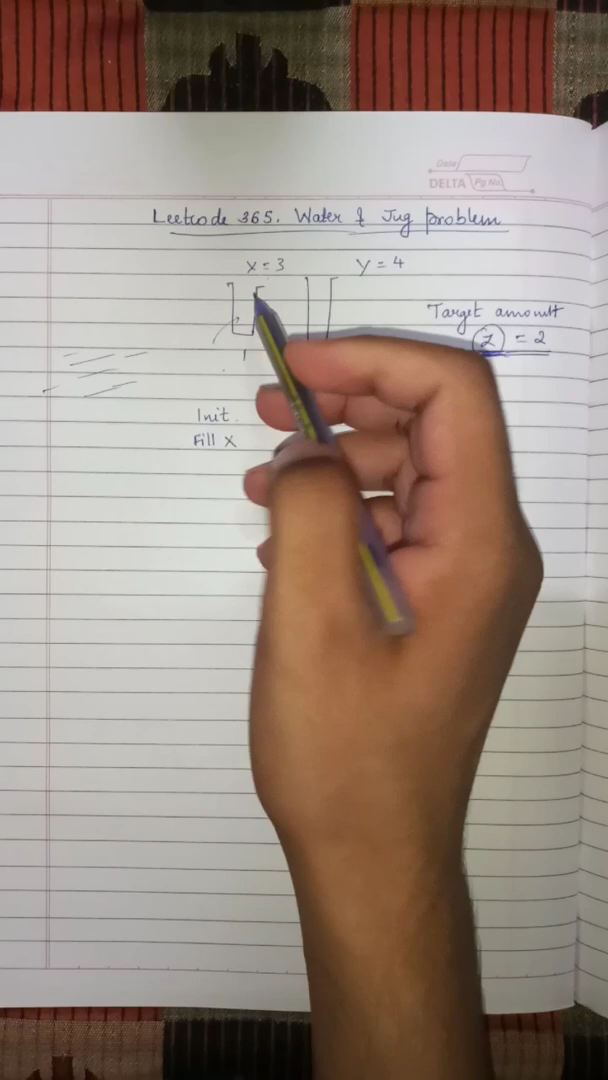 Date
DELTA Pg No
Leetcode 365. Water & Jug problem
X = 3 Y = 4
Target amount
Z = 2
Init.
Fill X